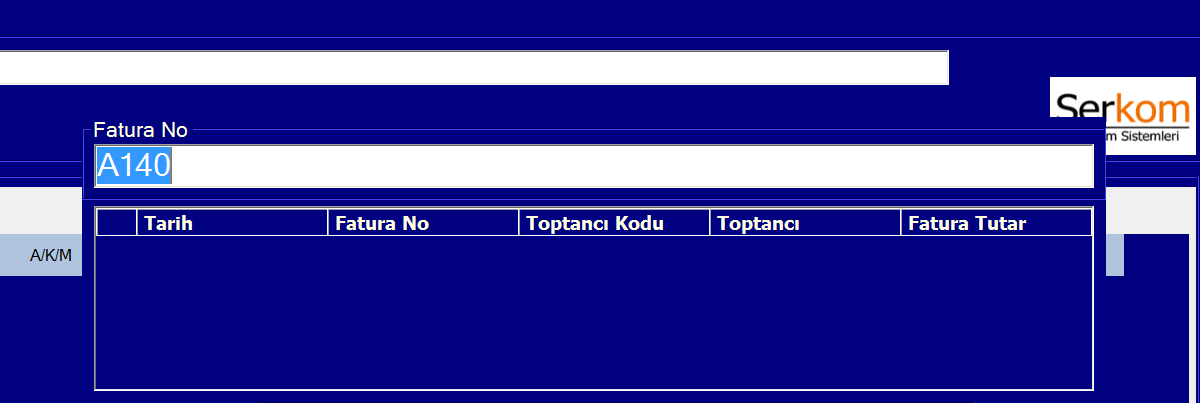 Serkom
m Sistemleri
Fatura No
A140
Tarih Fatura No Toptancı Kodu Toptancı Fatura Tutar
A/K/M